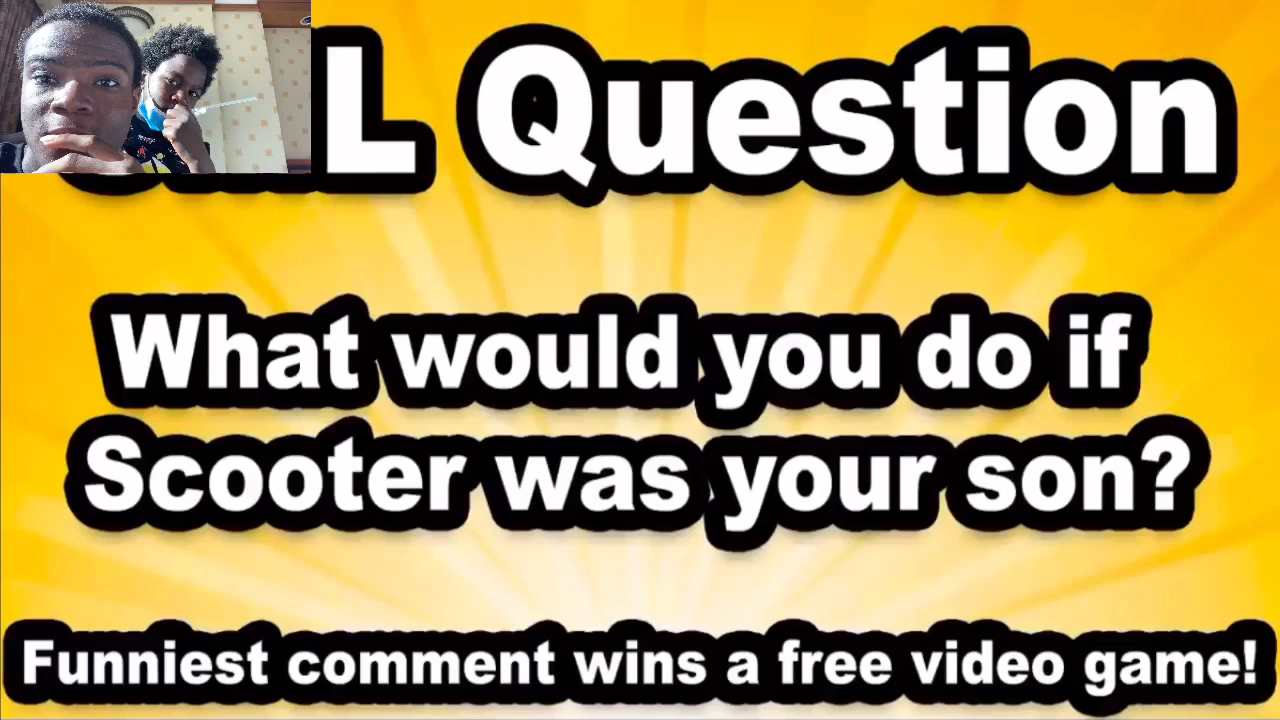 L Question
What would you do if
Scooter was your son?
Funniest comment wins a free video game!